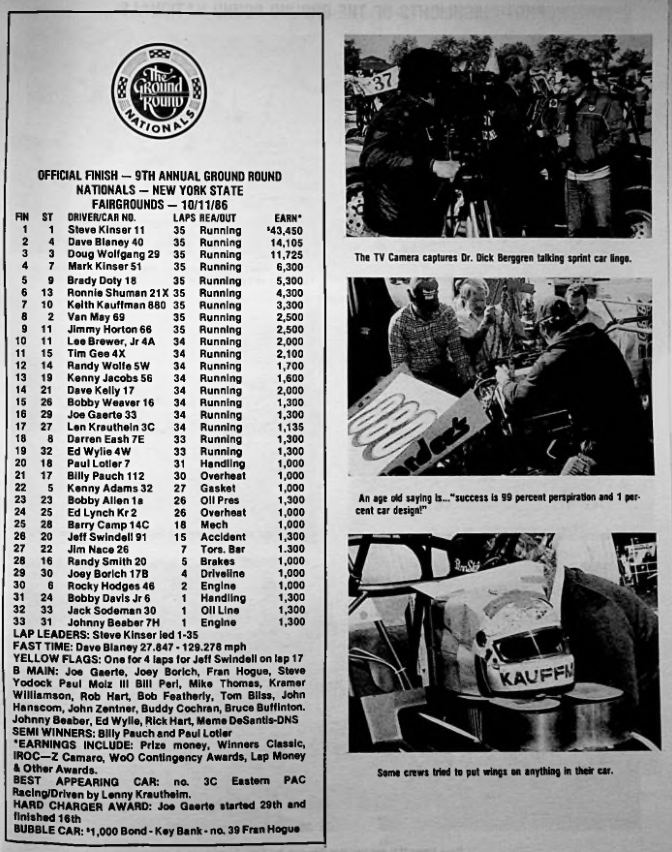 The
Ground
Round
NATIONALS
OFFICIAL FINISH — 9TH ANNUAL GROUND ROUND
NATIONALS — NEW YORK STATE
FAIRGROUNDS — 10/11/86
FIN ST DRIVER/CAR NO. LAPS REA/OUT EARN*
1 1 Steve Kinser 11 35 Running $43,450
2 4 Dave Blaney 40 35 Running 14,105
3 3 Doug Wolfgang 29 35 Running 11,725
4 7 Mark Kinser 51 35 Running 6,300
5 9 Brady Doty 18 35 Running 5,300
6 13 Ronnie Shuman 21X 35 Running 4,300
7 10 Keith Kauffman 880 35 Running 3,300
8 2 Van May 69 35 Running 2,500
9 11 Jimmy Horton 66 35 Running 2,500
10 11 Lee Brewer, Jr 4A 34 Running 2,000
11 15 Tim Gee 4X 34 Running 2,100
12 14 Randy Wolfe 5W 34 Running 1,700
13 19 Kenny Jacobs 56 34 Running 1,600
14 21 Dave Kelly 17 34 Running 2,000
15 26 Bobby Weaver 16 34 Running 1,300
16 29 Joe Gaerte 33 34 Running 1,300
17 27 Len Krautheim 3C 34 Running 1,135
18 8 Darren Eash 7E 33 Running 1,300
19 32 Ed Wylie 4W 33 Running 1,300
20 18 Paul Lotier 7 31 Handling 1,000
21 17 Billy Pauch 112 30 Overheat 1,000
22 5 Kenny Adams 32 27 Gasket 1,000
23 23 Bobby Allen 1a 26 Oil Pres 1,300
24 25 Ed Lynch Kr 2 26 Overheat 1,000
25 28 Barry Camp 14C 18 Mech 1,000
26 20 Jeff Swindell 91 15 Accident 1,300
27 22 Jim Nace 26 7 Tors. Bar 1.300
28 16 Randy Smith 20 5 Brakes 1,000
29 30 Joey Borich 17B 4 Driveline 1,000
30 6 Rocky Hodges 46 2 Engine 1,000
31 24 Bobby Davis Jr 6 1 Handling 1,300
32 33 Jack Sodeman 30 1 Oil Line 1,300
33 31 Johnny Beaber 7H 1 Engine 1,300
LAP LEADERS: Steve Kinser led 1-35
FAST TIME: Dave Blaney 27.847 - 129.278 mph
YELLOW FLAGS: One for 4 laps for Jeff Swindell on lap 17
B MAIN: Joe Gaerte, Joey Borich, Fran Hogue, Steve
Yodock Paul Molz III Bill Perl, Mike Thomas, Kramer
Williamson, Rob Hart, Bob Featherly, Tom Bliss, John
Hanscom, John Zentner, Buddy Cochran, Bruce Buffinton.
Johnny Beaber, Ed Wylie, Rick Hart, Meme DeSantis-DNS
SEMI WINNERS: Billy Pauch and Paul Lotier
*EARNINGS INCLUDE: Prize money, Winners Classic,
IROC—Z Camaro, WoO Contingency Awards, Lap Money
& Other Awards.
BEST APPEARING CAR: no. 3C Eastern PAC
Racing/Driven by Lenny Krautheim.
HARD CHARGER AWARD: Joe Gaerte started 29th and
finished 16th
BUBBLE CAR: $1,000 Bond - Key Bank - no. 39 Fran Hogue
37
The TV Camera captures Dr. Dick Berggren talking sprint car lingo.
880
An age old saying is..."success is 99 percent perspiration and 1 per-
cent car design!"
KAUFFM
Some crews tried to put wings on anything in their car.